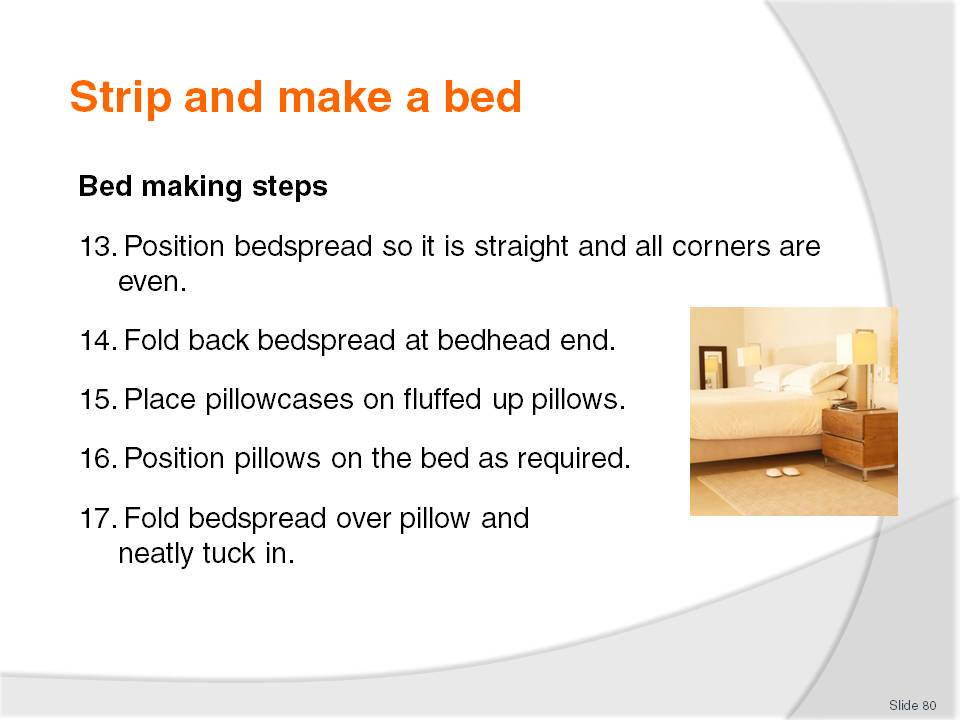 Strip and make a bed
Bed making steps
13. Position bedspread so it is straight and all corners are
even.
14. Fold back bedspread at bedhead end.
15. Place pillowcases on fluffed up pillows.
16. Position pillows on the bed as required.
17. Fold bedspread over pillow and
neatly tuck in.
Slide 80